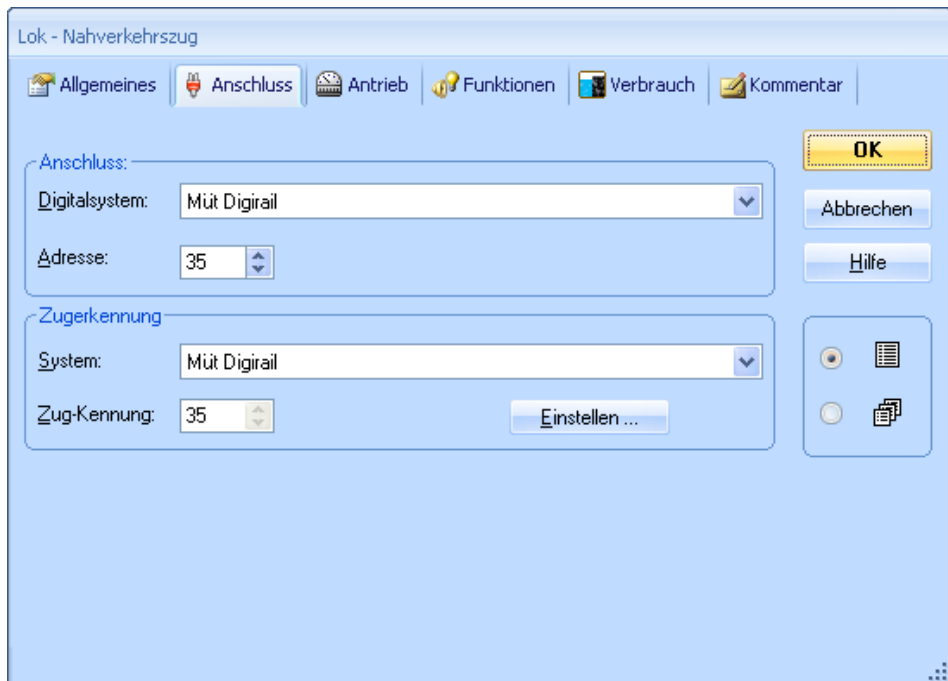 Lok - Nahverkehrszug
Allgemeines Anschluss Antrieb Funktionen Verbrauch Kommentar
Anschluss:
Digitalsystem: Müt Digirail
Adresse: 35
Zugerkennung
System: Müt Digirail
Zug-Kennung: 35 Einstellen ...
OK
Abbrechen
Hilfe